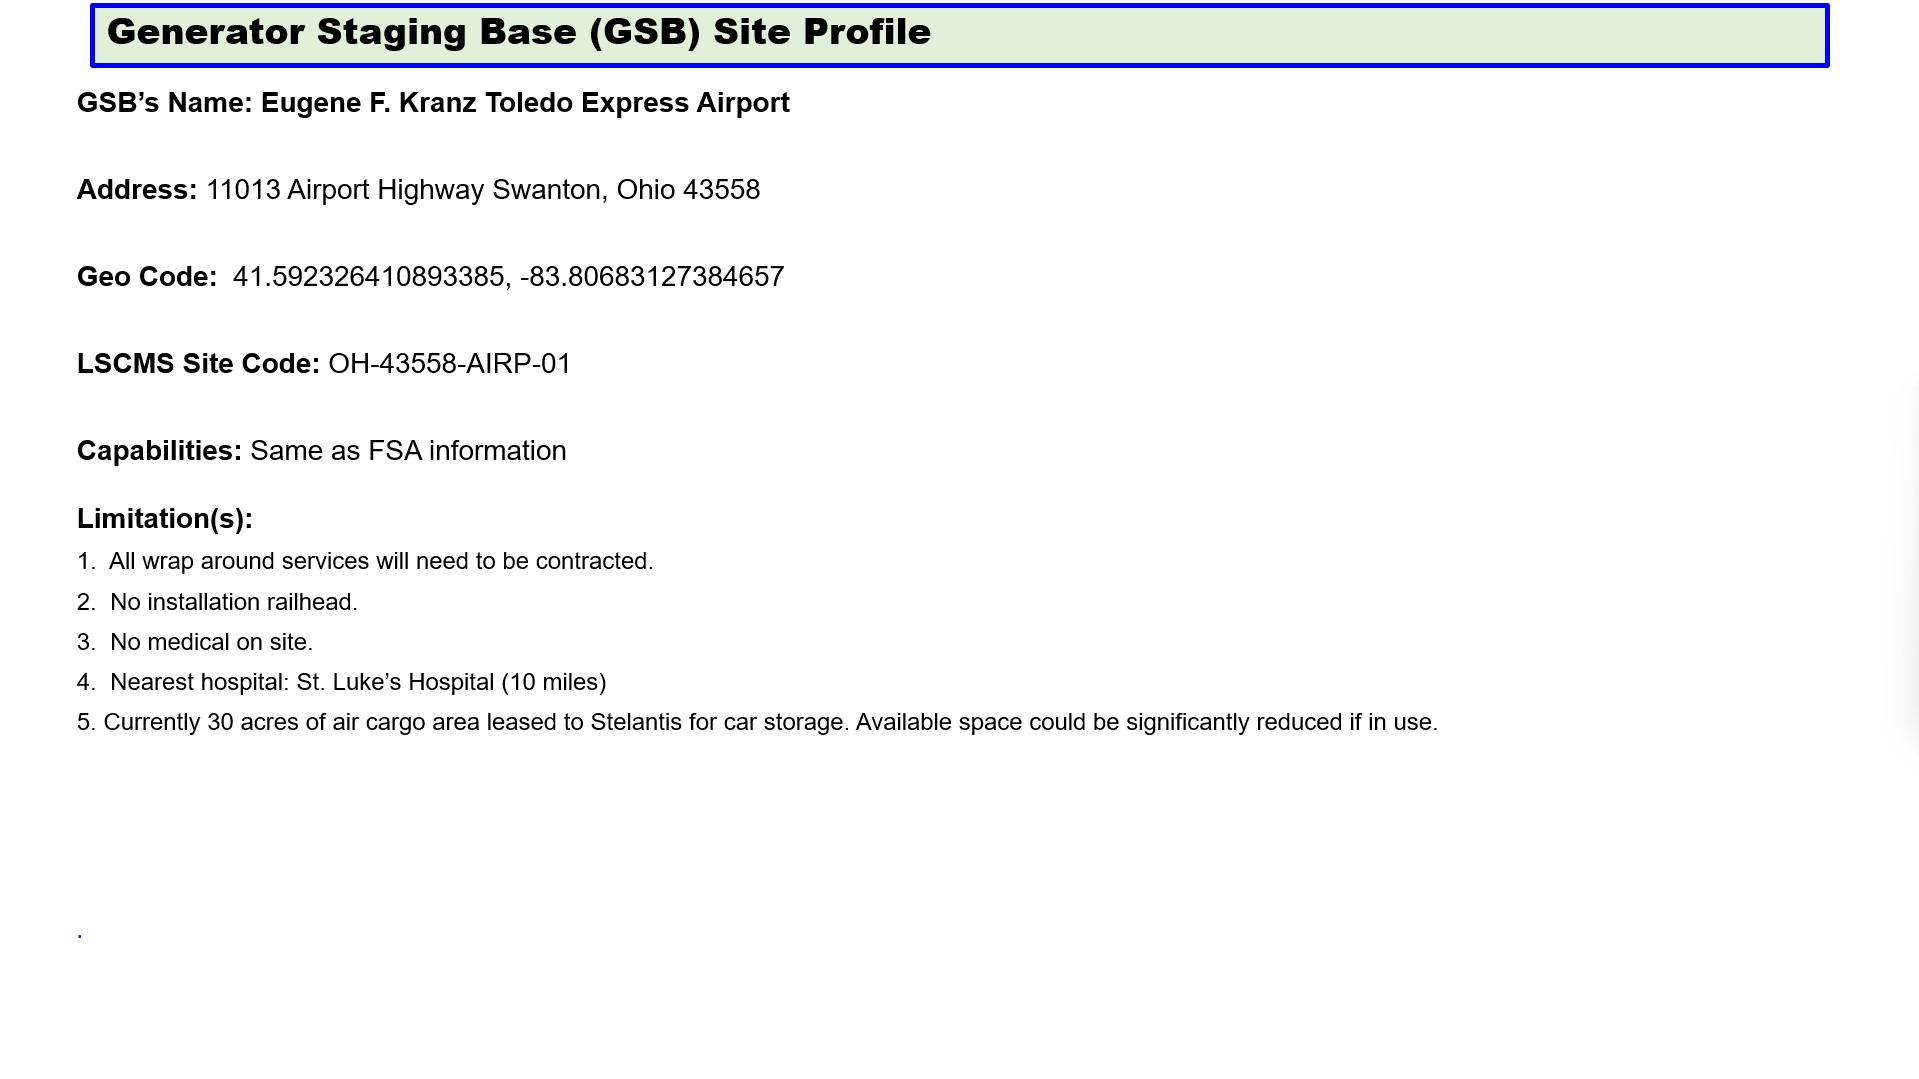 Generator Staging Base (GSB) Site Profile
GSB’s Name: Eugene F. Kranz Toledo Express Airport
Address: 11013 Airport Highway Swanton, Ohio 43558
Geo Code:  41.592326410893385, -83.80683127384657
LSCMS Site Code: OH-43558-AIRP-01
Capabilities: Same as FSA information
Limitation(s):
1.  All wrap around services will need to be contracted.
2.  No installation railhead.
3.  No medical on site.
4.  Nearest hospital: St. Luke’s Hospital (10 miles)
5. Currently 30 acres of air cargo area leased to Stelantis for car storage. Available space could be significantly reduced if in use.
.